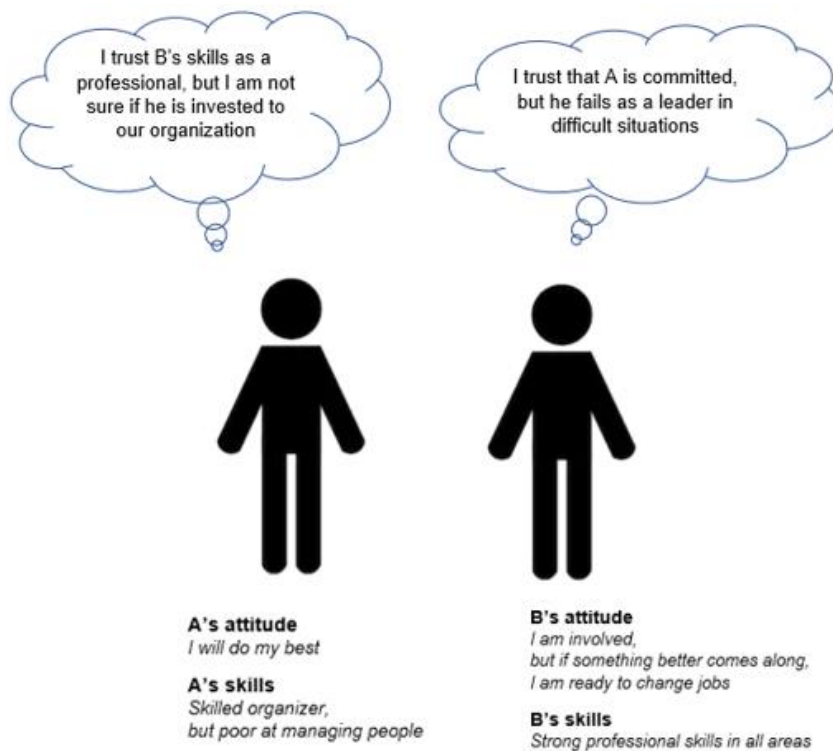 I trust B's skills as a
professional, but I am not
sure if he is invested to
our organization
I trust that A is committed,
but he fails as a leader in
difficult situations
A's attitude
I will do my best
A's skills
Skilled organizer,
but poor at managing people
B's attitude
I am involved,
but if something better comes along,
I am ready to change jobs
B's skills
Strong professional skills in all areas